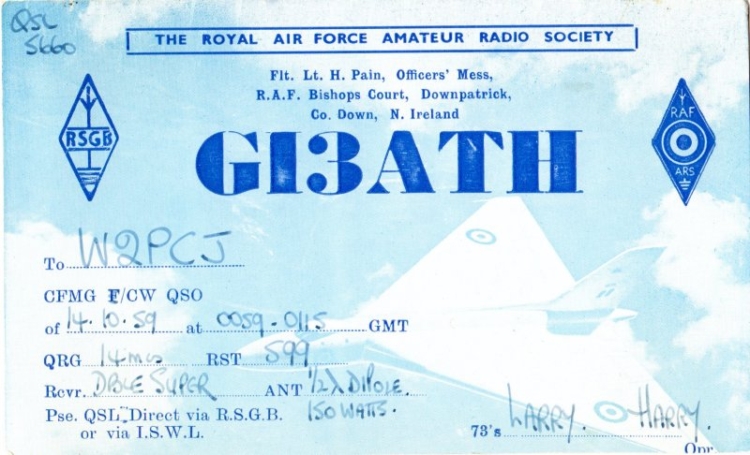 QSL
5660
THE ROYAL AIR FORCE AMATEUR RADIO SOCIETY
Flt. Lt. H. Pain, Officers' Mess,
R.A.F. Bishops Court, Downpatrick,
Co. Down, N. Ireland
RSGB
RAF
ARS
GI3ATH
To W2PCJ
CFMG F/CW QSO
of 14.10.59 at 0059-0115 GMT
QRG 14mcs RST 599
Rcvr. DBLE SUPER ANT 1/2λ DIPOLE.
Pse. QSL Direct via R.S.G.B. 150 WATTS.
or via I.S.W.L.
73's LARRY. HARRY.
Opr